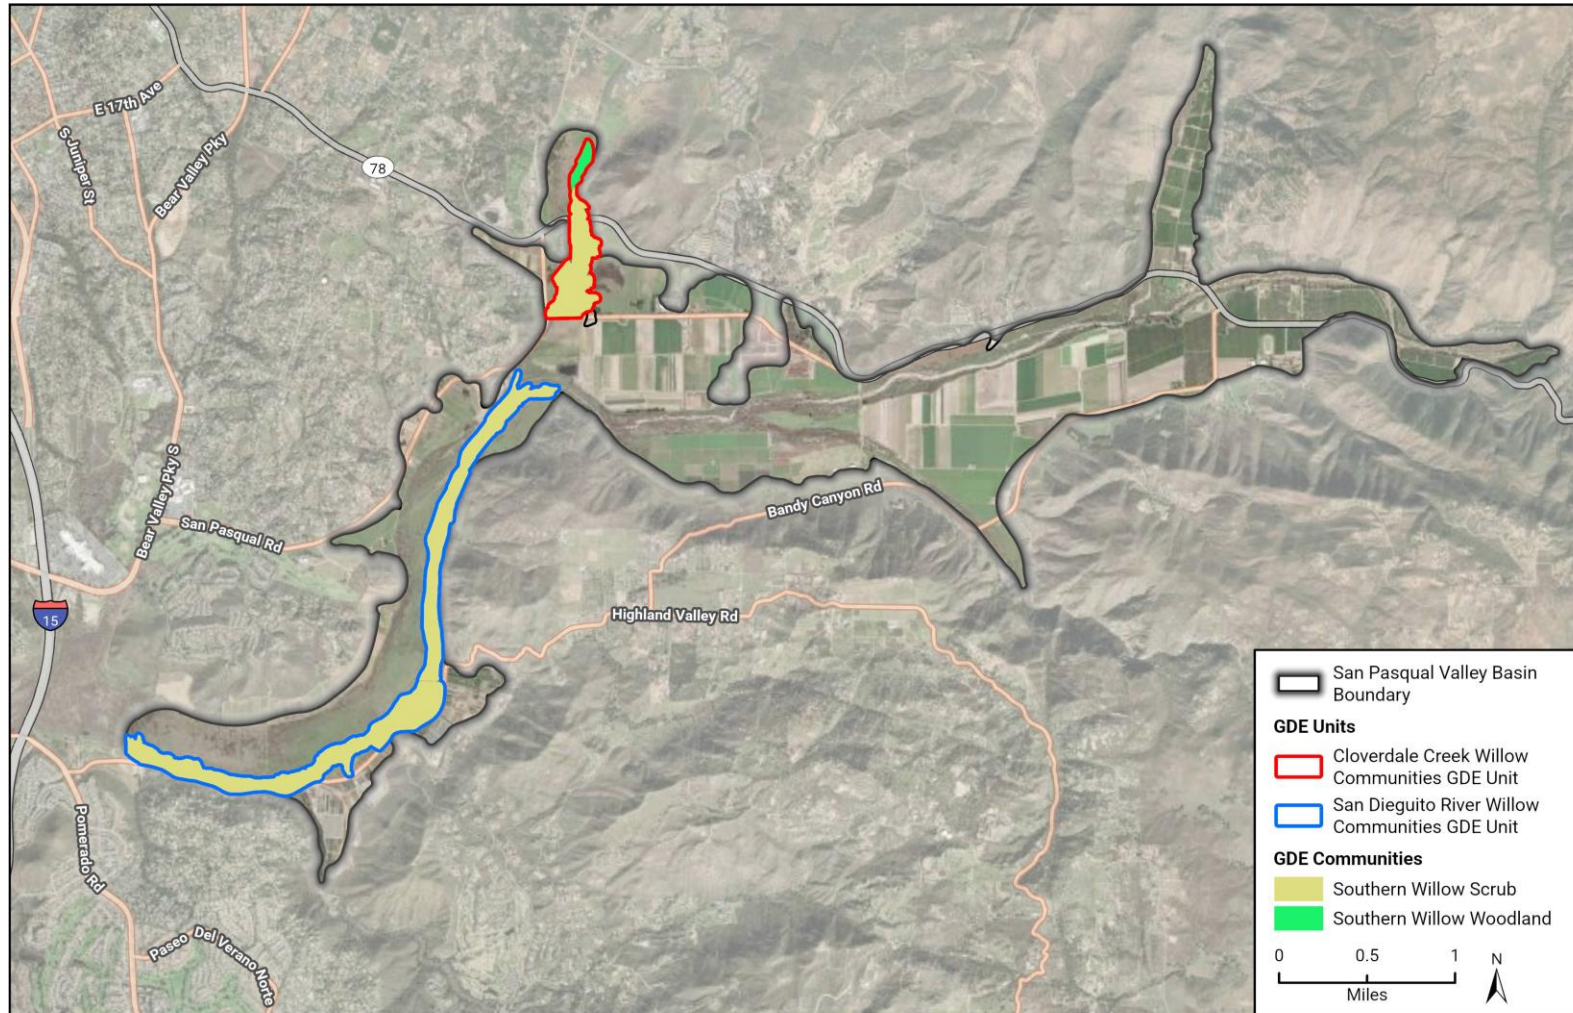 E 17th Ave
S Juniper St
Bear Valley Pky
78
Bear Valley Pky S
San Pasqual Rd
Bandy Canyon Rd
Highland Valley Rd
15
Pomerado Rd
Paseo Del Verano Norte
San Pasqual Valley Basin
Boundary
GDE Units
Cloverdale Creek Willow
Communities GDE Unit
San Dieguito River Willow
Communities GDE Unit
GDE Communities
Southern Willow Scrub
Southern Willow Woodland
0 0.5 1
Miles
N